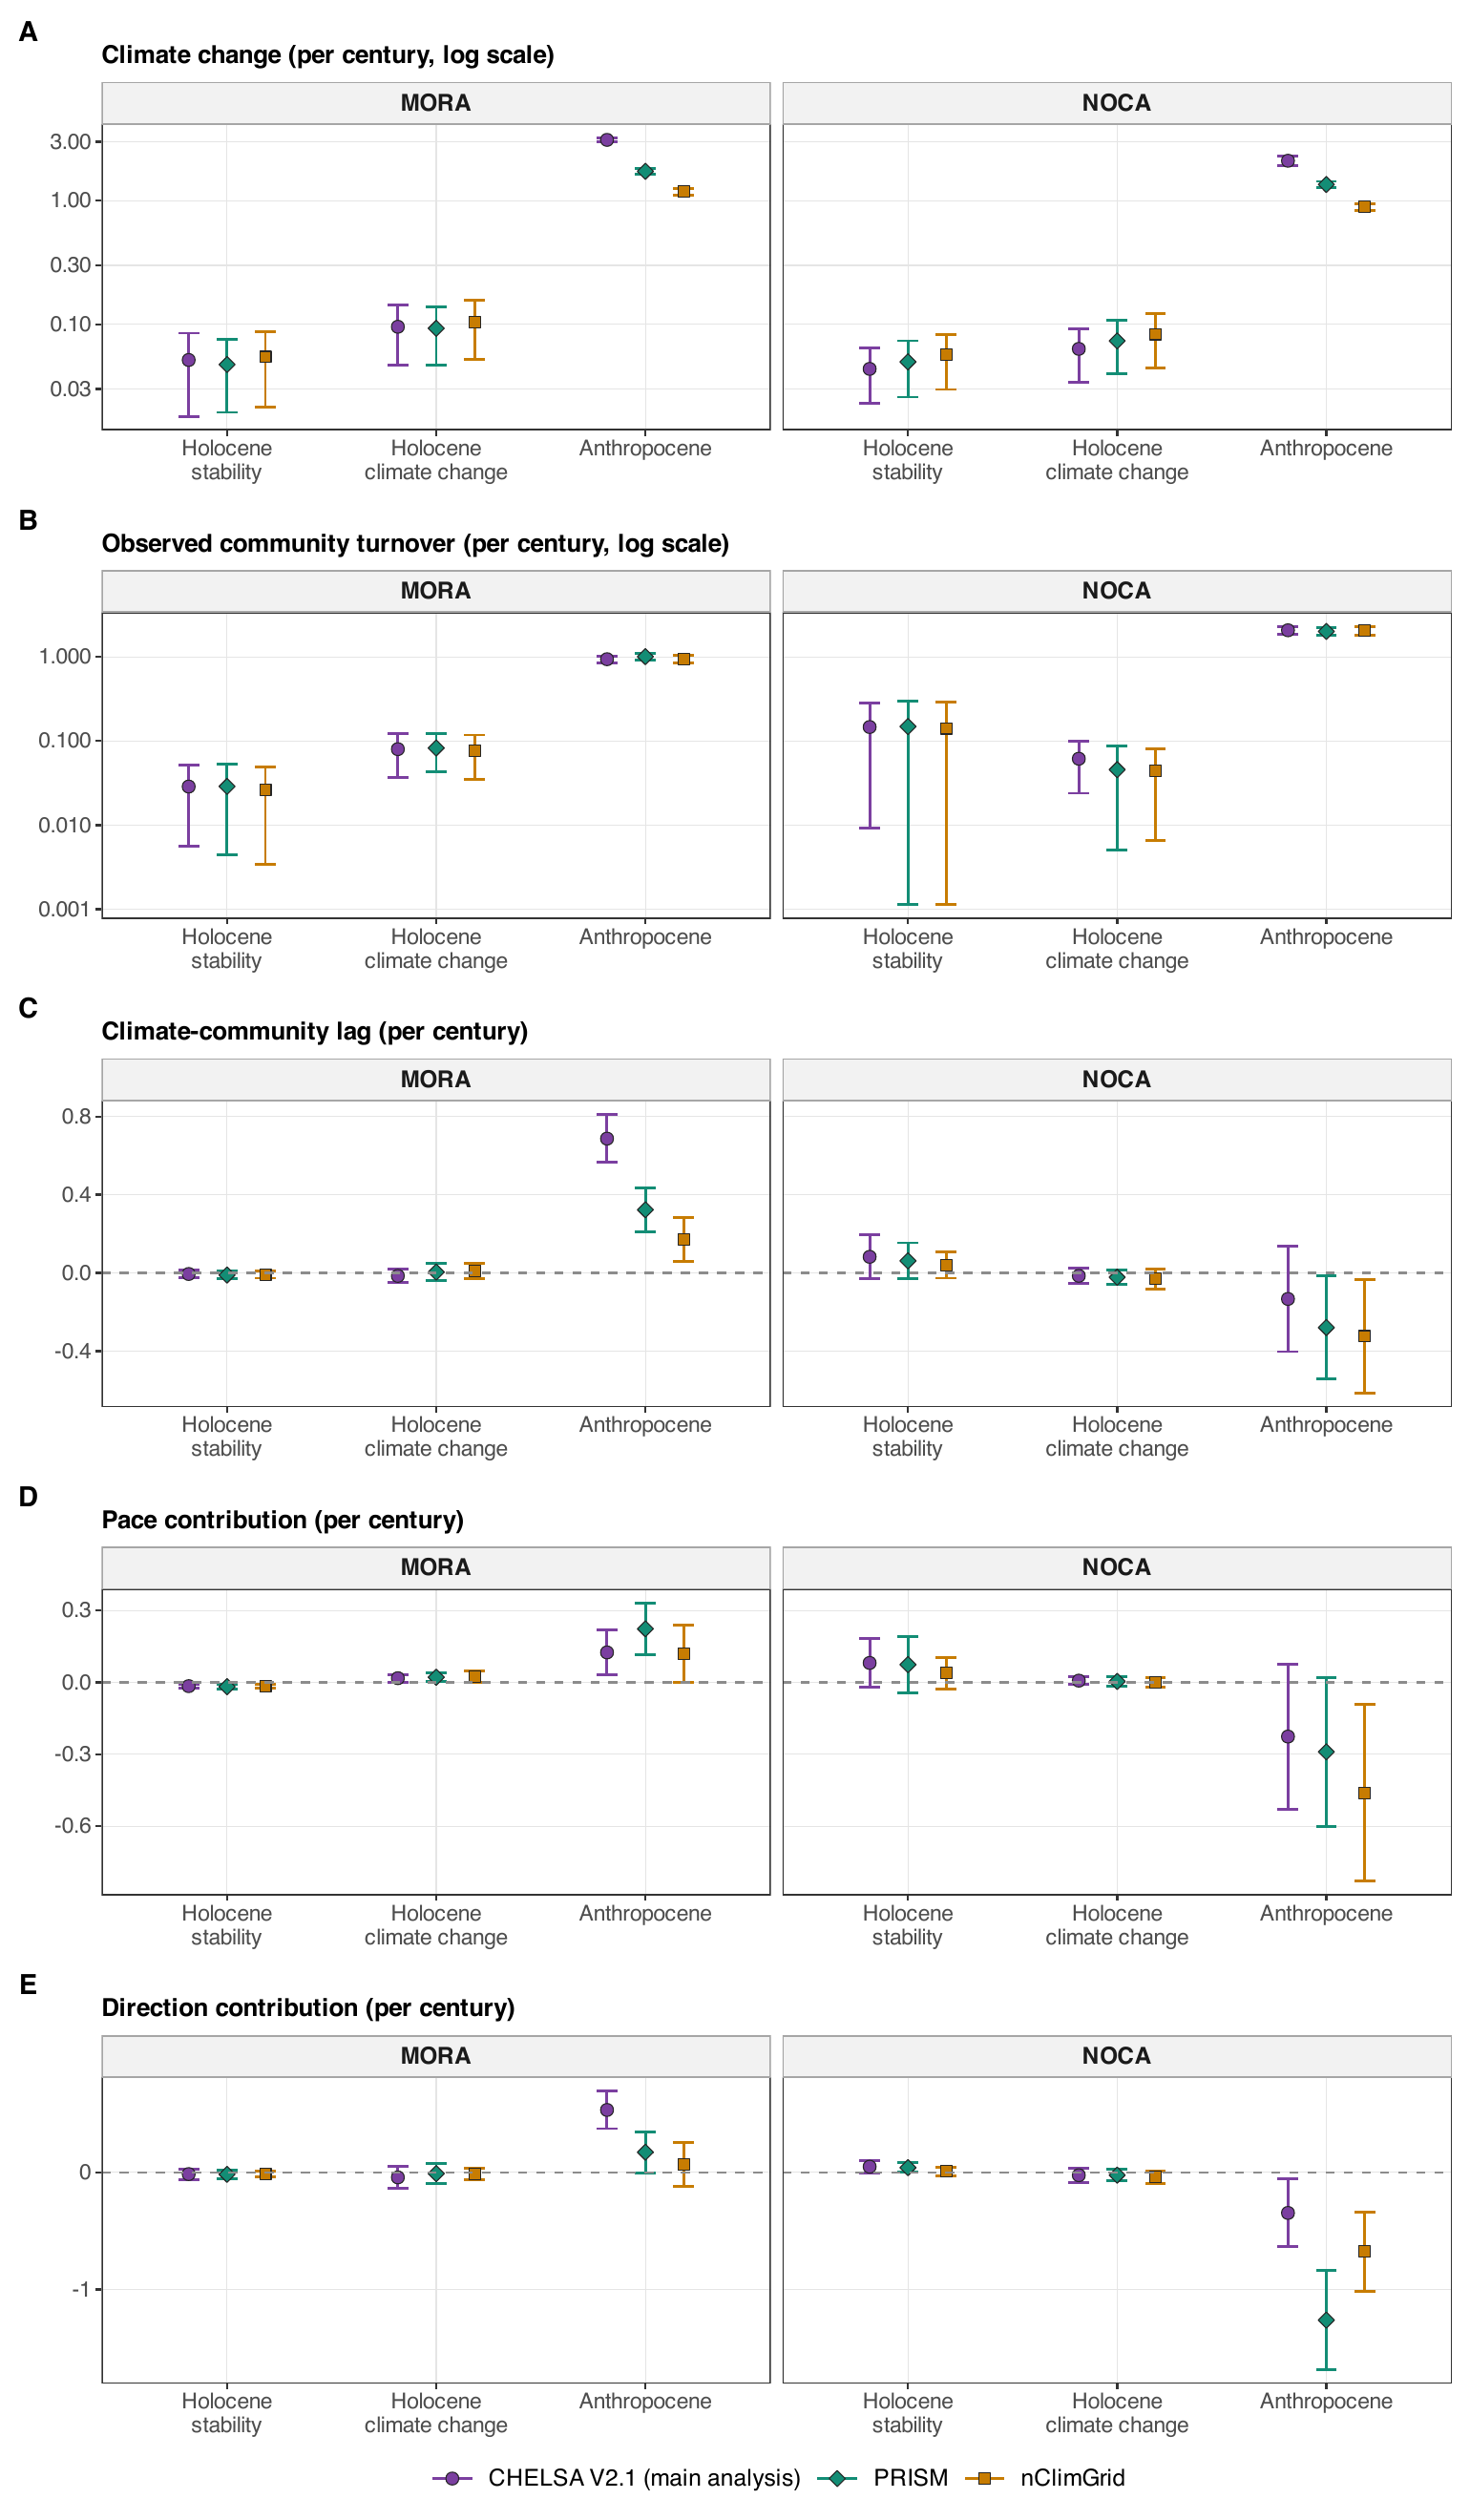 A
Climate change (per century, log scale)
MORA
NOCA
3.00
1.00
0.30
0.10
0.03
Holocene stability
Holocene climate change
Anthropocene
Holocene stability
Holocene climate change
Anthropocene
B
Observed community turnover (per century, log scale)
MORA
NOCA
1.000
0.100
0.010
0.001
Holocene stability
Holocene climate change
Anthropocene
Holocene stability
Holocene climate change
Anthropocene
C
Climate-community lag (per century)
MORA
NOCA
0.8
0.4
0.0
-0.4
Holocene stability
Holocene climate change
Anthropocene
Holocene stability
Holocene climate change
Anthropocene
D
Pace contribution (per century)
MORA
NOCA
0.3
0.0
-0.3
-0.6
Holocene stability
Holocene climate change
Anthropocene
Holocene stability
Holocene climate change
Anthropocene
E
Direction contribution (per century)
MORA
NOCA
0
-1
Holocene stability
Holocene climate change
Anthropocene
Holocene stability
Holocene climate change
Anthropocene
CHELSA V2.1 (main analysis)
PRISM
nClimGrid